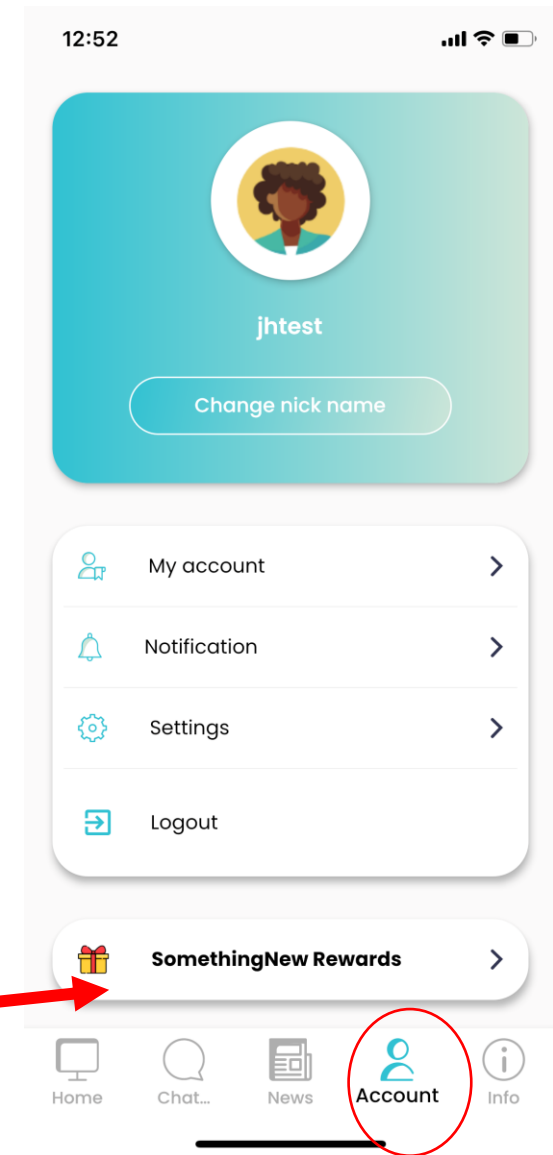 12:52
jhtest
Change nick name
My account
Notification
Settings
Logout
SomethingNew Rewards
Home Chat... News Account Info